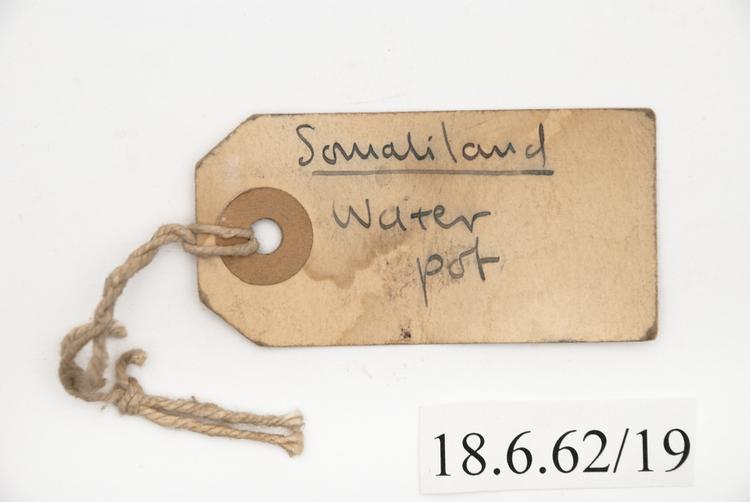 Somaliland
Water
pot
18.6.62/19